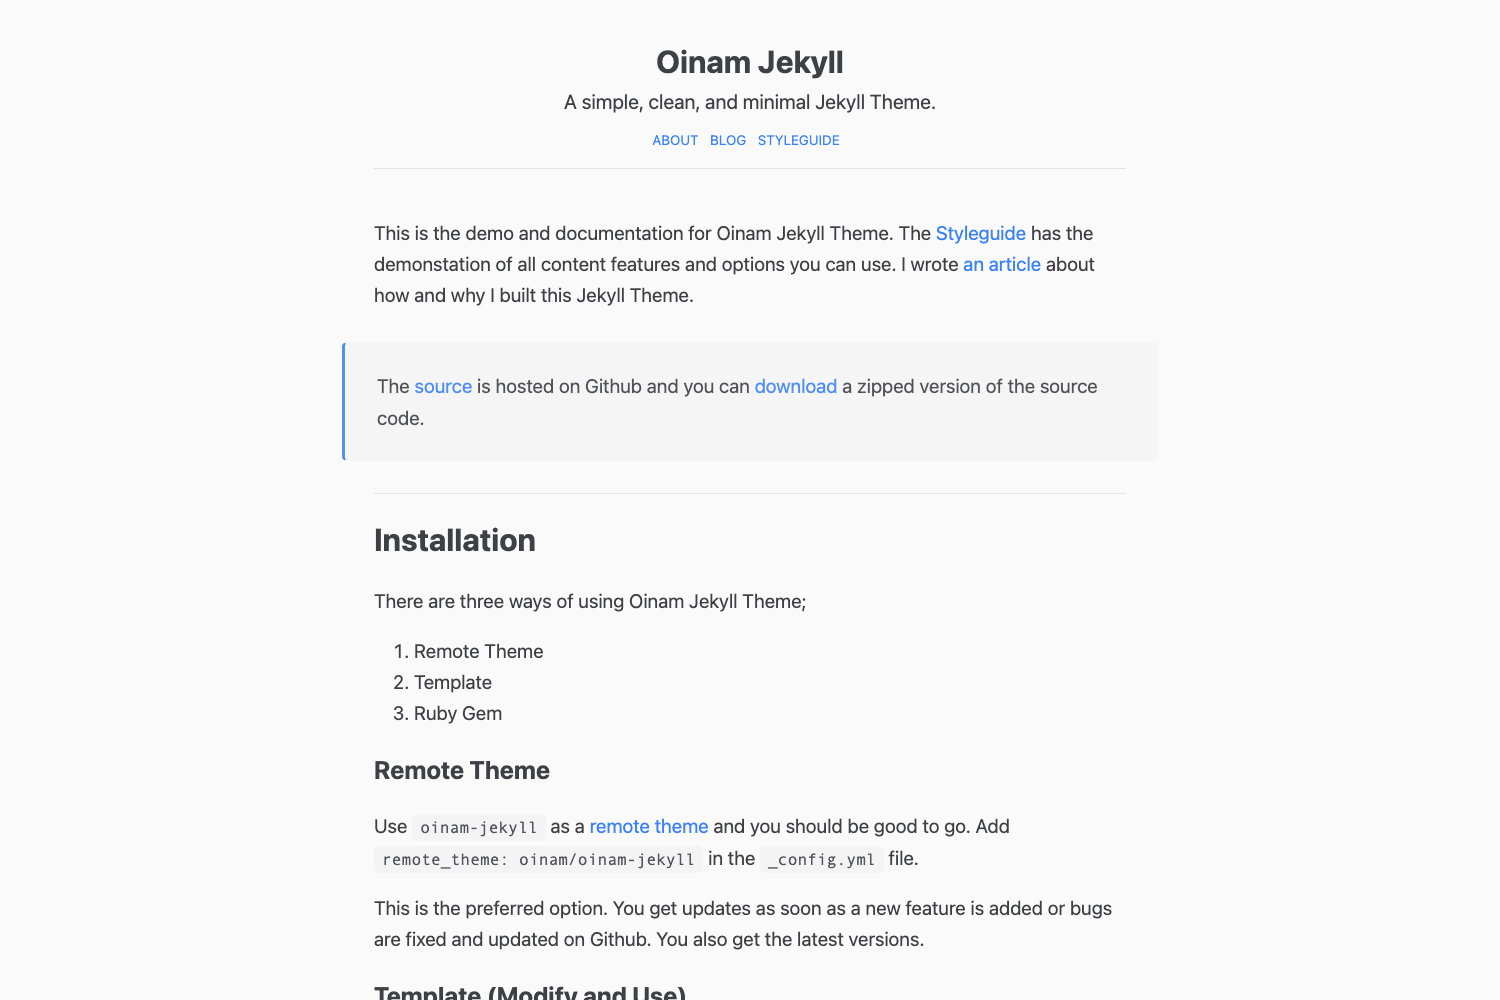 Oinam Jekyll
A simple, clean, and minimal Jekyll Theme.
ABOUT BLOG STYLEGUIDE
This is the demo and documentation for Oinam Jekyll Theme. The Styleguide has the
demonstation of all content features and options you can use. I wrote an article about
how and why I built this Jekyll Theme.
The source is hosted on Github and you can download a zipped version of the source
code.
Installation
There are three ways of using Oinam Jekyll Theme;
1. Remote Theme
2. Template
3. Ruby Gem
Remote Theme
Use oinam-jekyll as a remote theme and you should be good to go. Add
remote_theme: oinam/oinam-jekyll in the _config.yml file.
This is the preferred option. You get updates as soon as a new feature is added or bugs
are fixed and updated on Github. You also get the latest versions.
Template (Modify and Use)